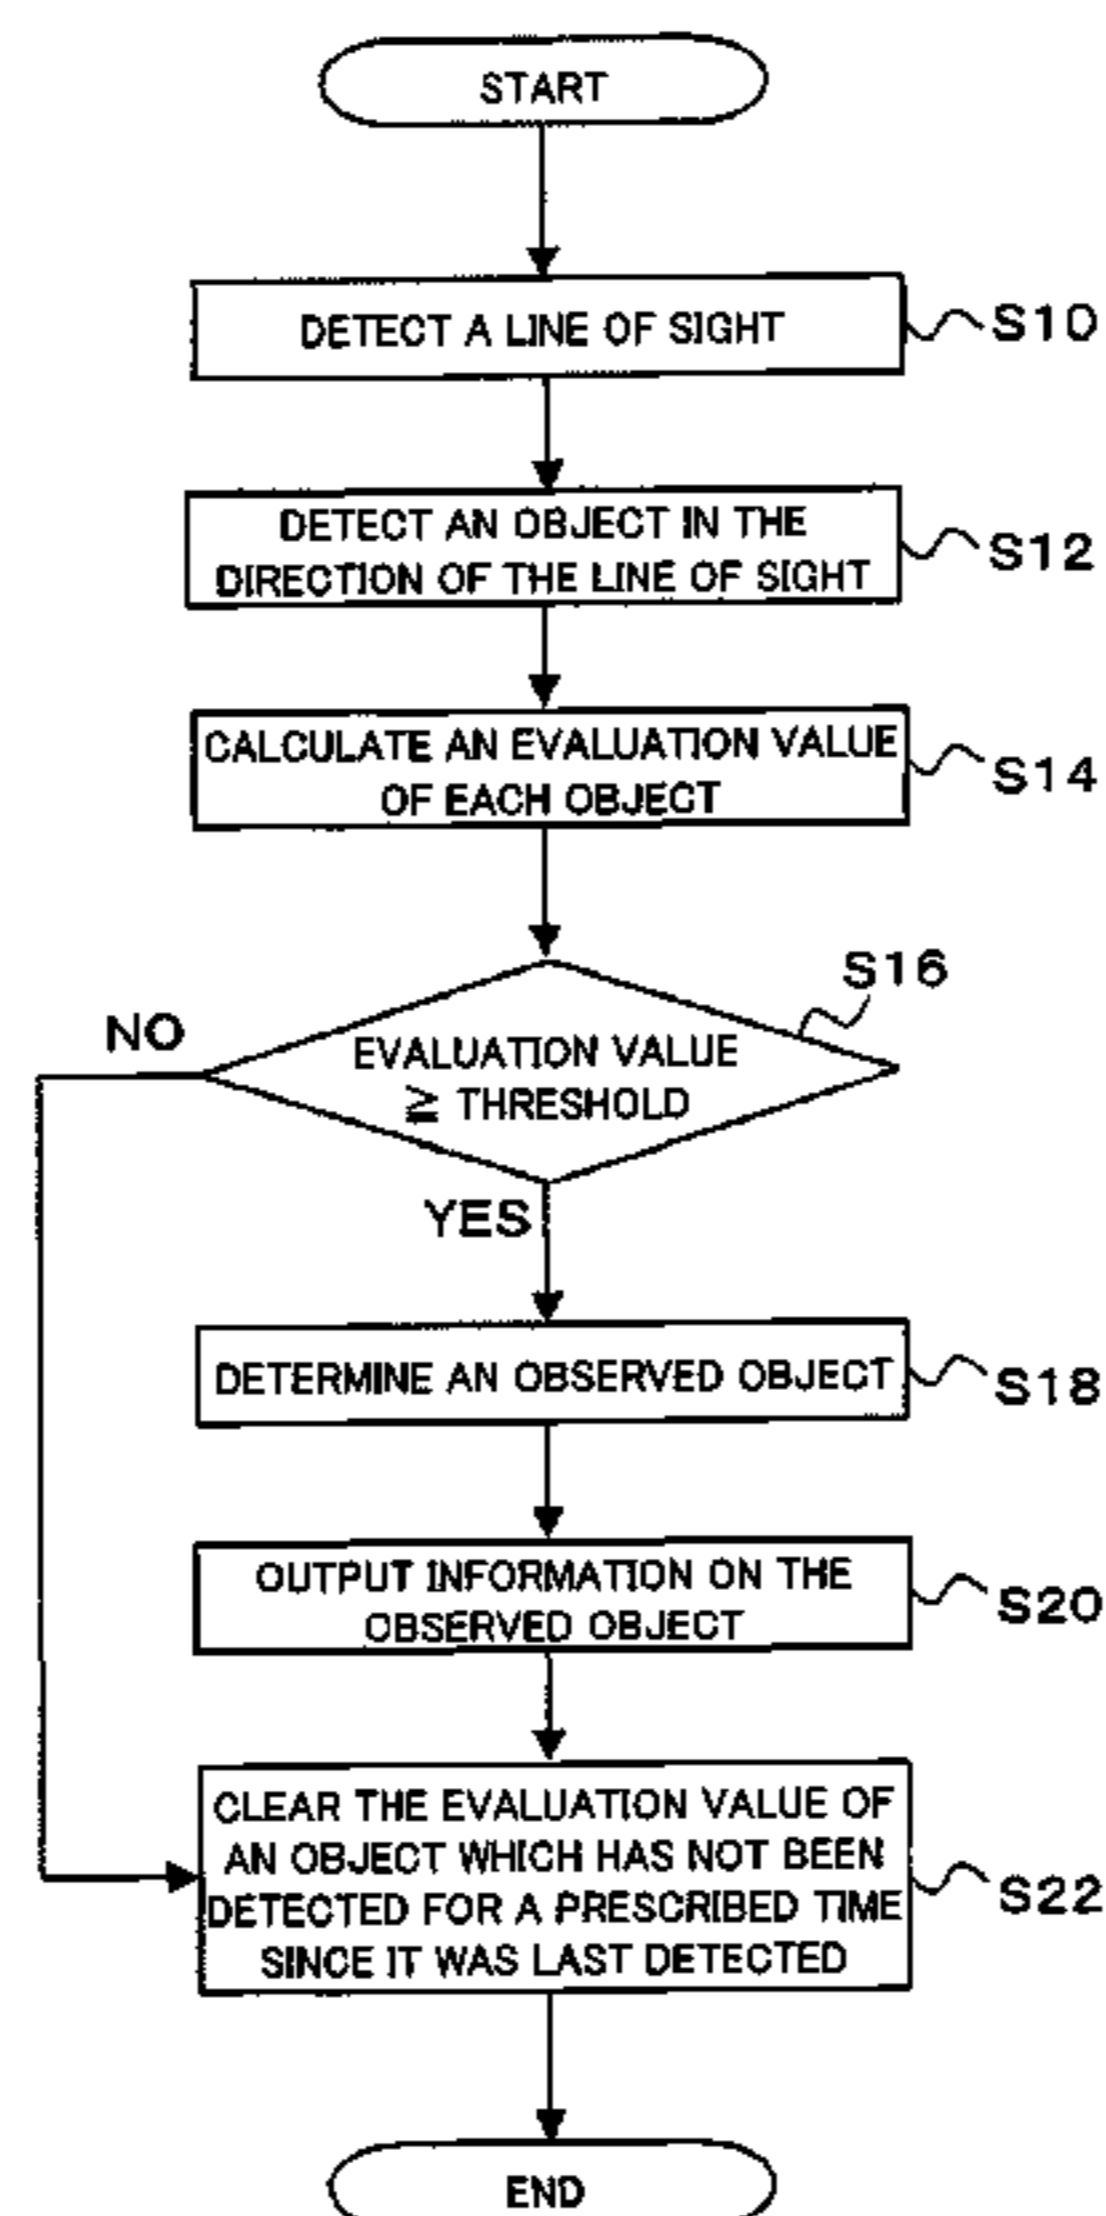 START
DETECT A LINE OF SIGHT
S10
DETECT AN OBJECT IN THE
DIRECTION OF THE LINE OF SIGHT
S12
CALCULATE AN EVALUATION VALUE
OF EACH OBJECT
S14
S16
NO
EVALUATION VALUE
≧ THRESHOLD
YES
DETERMINE AN OBSERVED OBJECT
S18
OUTPUT INFORMATION ON THE
OBSERVED OBJECT
S20
CLEAR THE EVALUATION VALUE OF
AN OBJECT WHICH HAS NOT BEEN
DETECTED FOR A PRESCRIBED TIME
SINCE IT WAS LAST DETECTED
S22
END